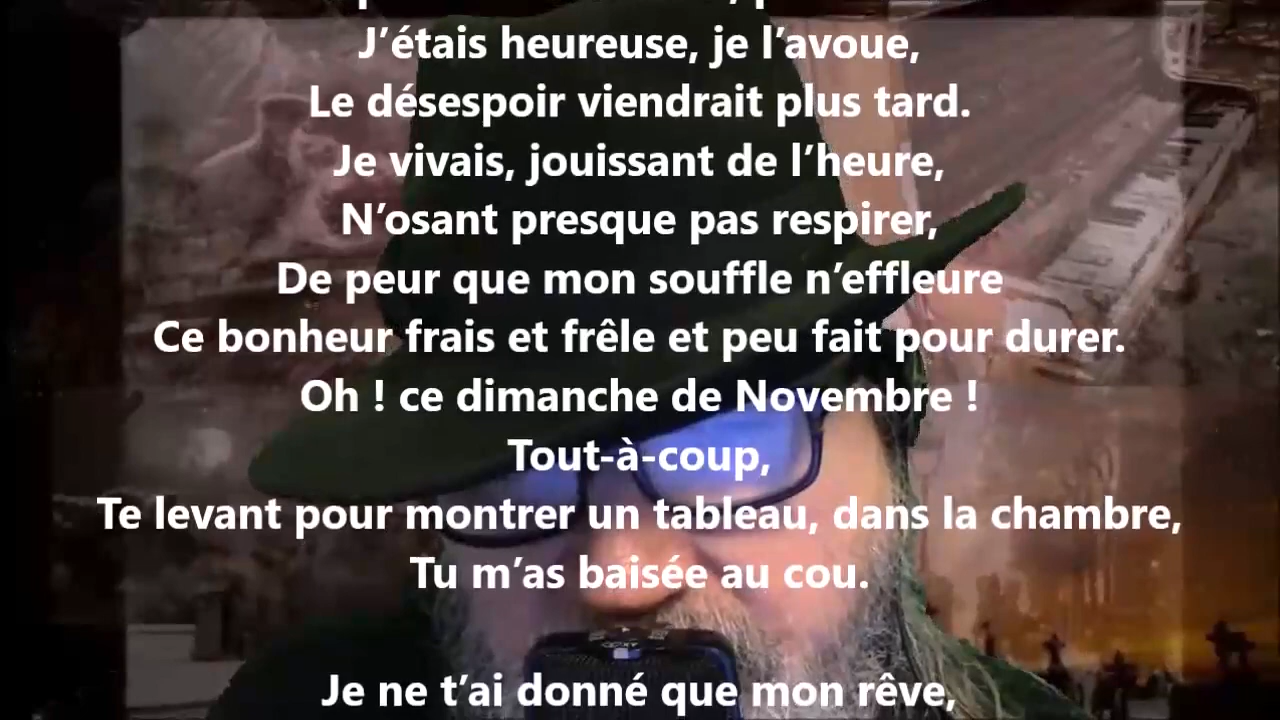 J’étais heureuse, je l’avoue,
Le désespoir viendrait plus tard.
Je vivais, jouissant de l’heure,
N’osant presque pas respirer,
De peur que mon souffle n’effleure
Ce bonheur frais et frêle et peu fait pour durer.
Oh ! ce dimanche de Novembre !
Tout-à-coup,
Te levant pour montrer un tableau, dans la chambre,
Tu m’as baisée au cou.
Je ne t’ai donné que mon rêve,